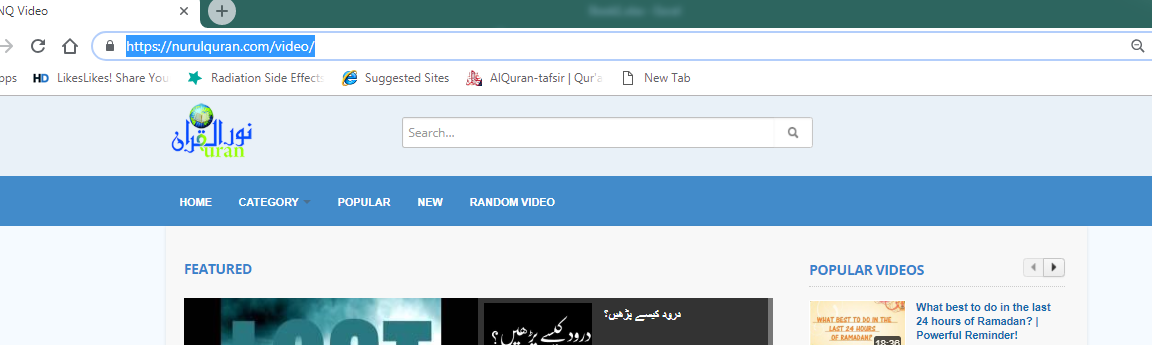 NQ Video
https://nurulquran.com/video/
pps
LikesLikes! Share You
Radiation Side Effects
Suggested Sites
AlQuran-tafsir | Qur'a
New Tab
نور القرآن
uran
Search...
HOME
CATEGORY
POPULAR
NEW
RANDOM VIDEO
FEATURED
POPULAR VIDEOS
درود کیسے پڑھیں؟
درود کیسے پڑھیں؟
WHAT BEST TO DO IN THE
LAST 24 HOURS
OF RAMADAN?
18:36
What best to do in the last
24 hours of Ramadan? |
Powerful Reminder!